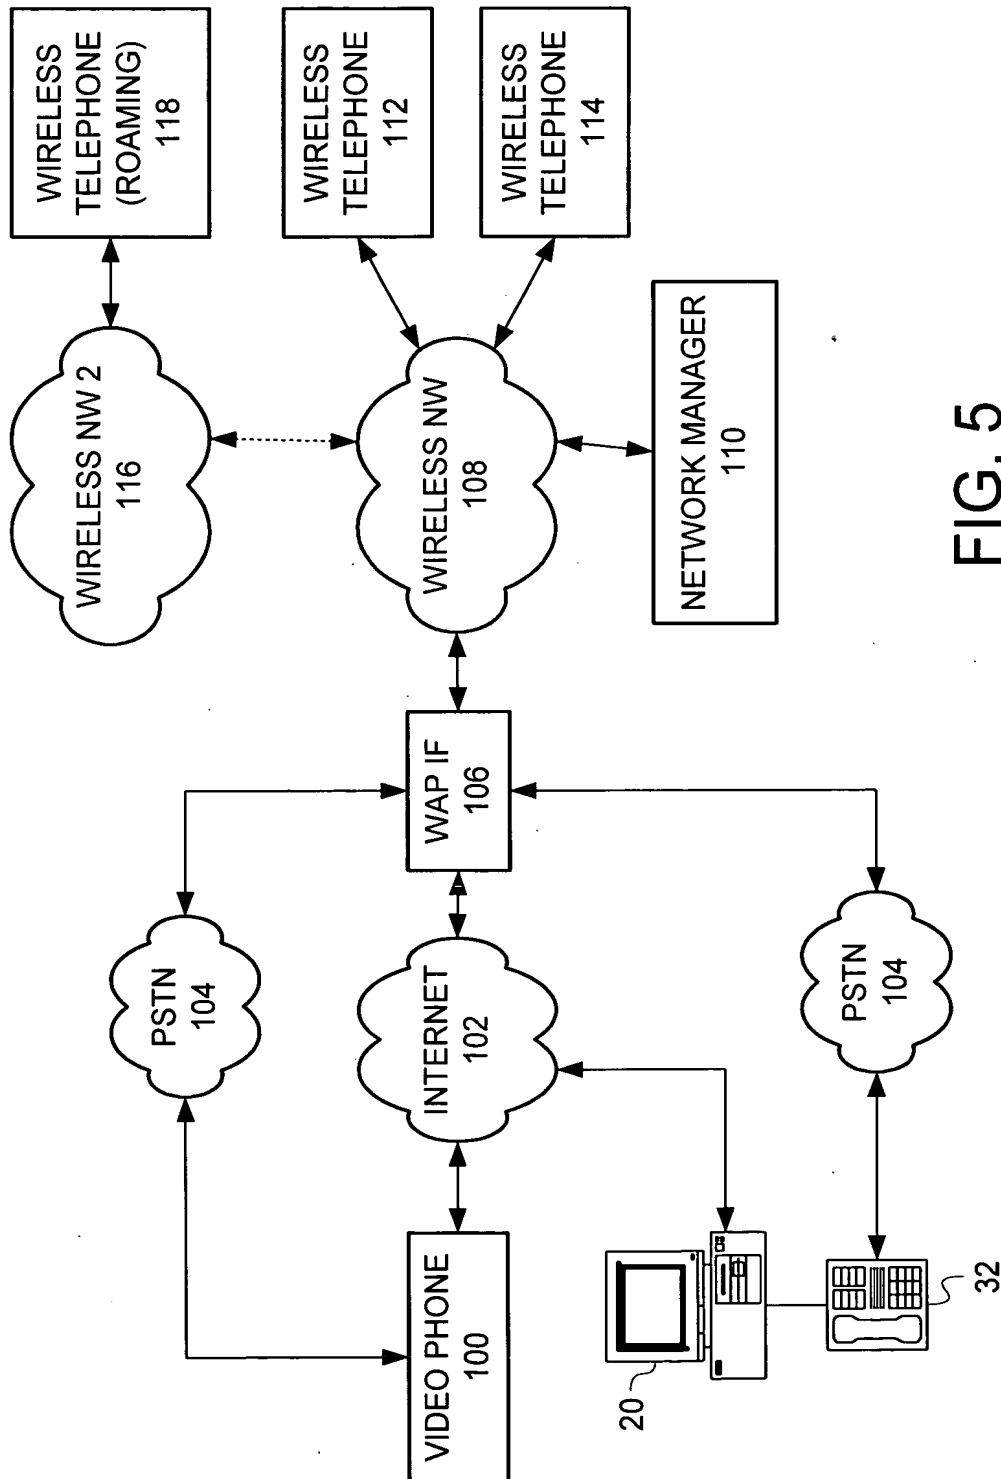 WIRELESS
TELEPHONE
(ROAMING)
118
WIRELESS
TELEPHONE
112
WIRELESS
TELEPHONE
114
WIRELESS NW 2
116
WIRELESS NW
108
NETWORK MANAGER
110
WAP IF
106
PSTN
104
INTERNET
102
PSTN
104
VIDEO PHONE
100
20
32
FIG. 5